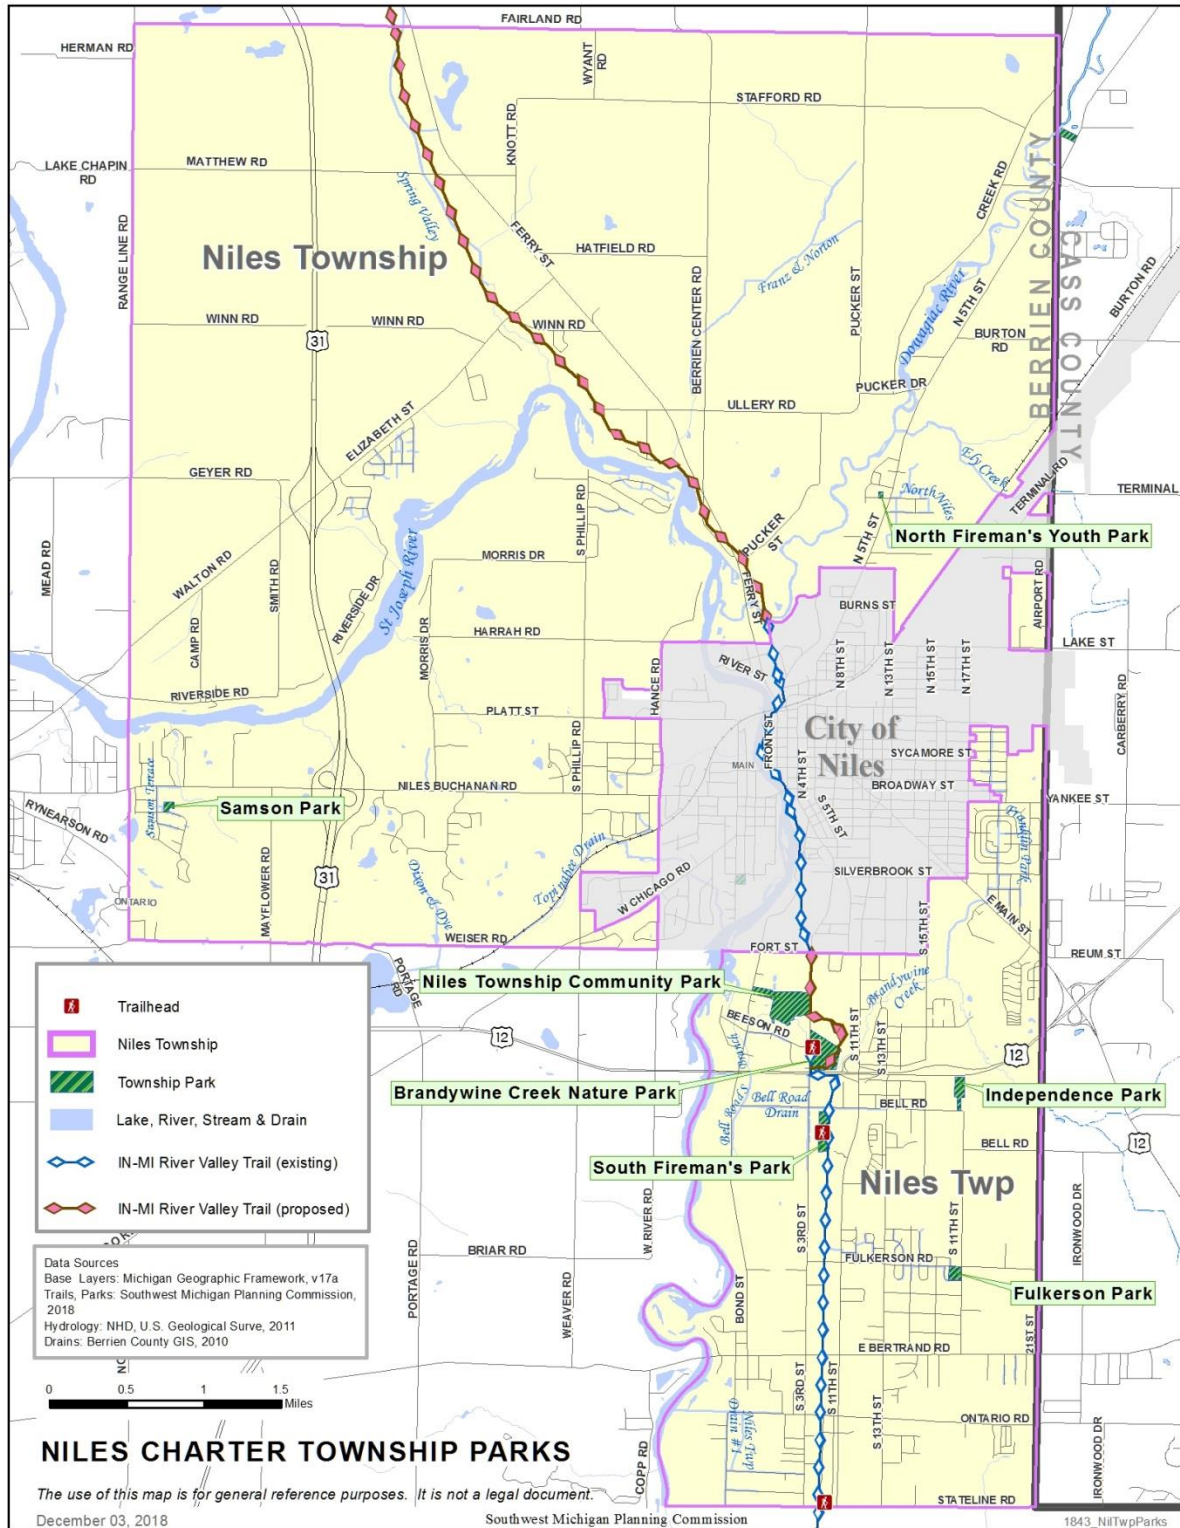 FAIRLAND RD
HERMAN RD
WYANT
RD
STAFFORD RD
KNOTT RD
LAKE CHAPIN
RD
MATTHEW RD
CREEK RD
BERRIEN COUNTY
CASS COUNTY
Spring Valley
RANGE LINE RD
Niles Township
FERRY ST
HATFIELD RD
Franz & Norton
BERRIEN CENTER RD
PUCKER ST
Dowagiac River
N 5TH ST
BURTON RD
WINN RD
WINN RD
WINN RD
31
BURTON
RD
PUCKER DR
ULLERY RD
ELIZABETH ST
GEYER RD
Ely Creek
TERMINAL RD
TERMINAL
North Niles
North Fireman's Youth Park
S PHILLIP RD
PUCKER
ST
N 5TH ST
St Joseph River
MORRIS DR
MEAD RD
WALTON RD
SMITH RD
RIVERSIDE DR
FERRY ST
BURNS ST
AIRPORT RD
CAMP RD
MORRIS DR
HARRAH RD
LAKE ST
HANCE RD
RIVER ST
N 8TH ST
N 13TH ST
N 15TH ST
N 17TH ST
RIVERSIDE RD
PLATT ST
CARBERRY RD
FRONT ST
City of
Niles
SYCAMORE ST
MAIN
N 4TH ST
BROADWAY ST
S PHILLIP RD
NILES BUCHANAN RD
YANKEE ST
Samson Terrace
Samson Park
RYNEARSON RD
S 5TH ST
Franklin Park
Topinabee Drain
MAYFLOWER RD
31
Dixon & Dye
W CHICAGO RD
SILVERBROOK ST
ONTARIO
E MAIN ST
S 15TH ST
WEISER RD
FORT ST
REUM ST
PORTAGE
RD
Niles Township Community Park
Brandywine
Creek
BEESON RD
S 11TH ST
S 13TH ST
12
12
Brandywine Creek Nature Park
Bell Road's Branch
Bell Road
Drain
BELL RD
Independence Park
BELL RD
12
South Fireman's Park
Niles Twp
Trailhead
Niles Township
Township Park
Lake, River, Stream & Drain
IN-MI River Valley Trail (existing)
IN-MI River Valley Trail (proposed)
W RIVER RD
S 3RD ST
S 11TH ST
IRONWOOD DR
BRIAR RD
FULKERSON RD
Fulkerson Park
Data Sources
Base Layers: Michigan Geographic Framework, v17a
Trails, Parks: Southwest Michigan Planning Commission,
2018
Hydrology: NHD, U.S. Geological Surve, 2011
Drains: Berrien County GIS, 2010
PORTAGE RD
WEAVER RD
BOND ST
21ST ST
E BERTRAND RD
0 0.5 1 1.5
Miles
S 3RD ST
S 11TH ST
S 13TH ST
Niles Twp
Drain #1
ONTARIO RD
IRONWOOD DR
COPP RD
STATELINE RD
NILES CHARTER TOWNSHIP PARKS
The use of this map is for general reference purposes. It is not a legal document.
December 03, 2018
Southwest Michigan Planning Commission
1843_NilTwpParks